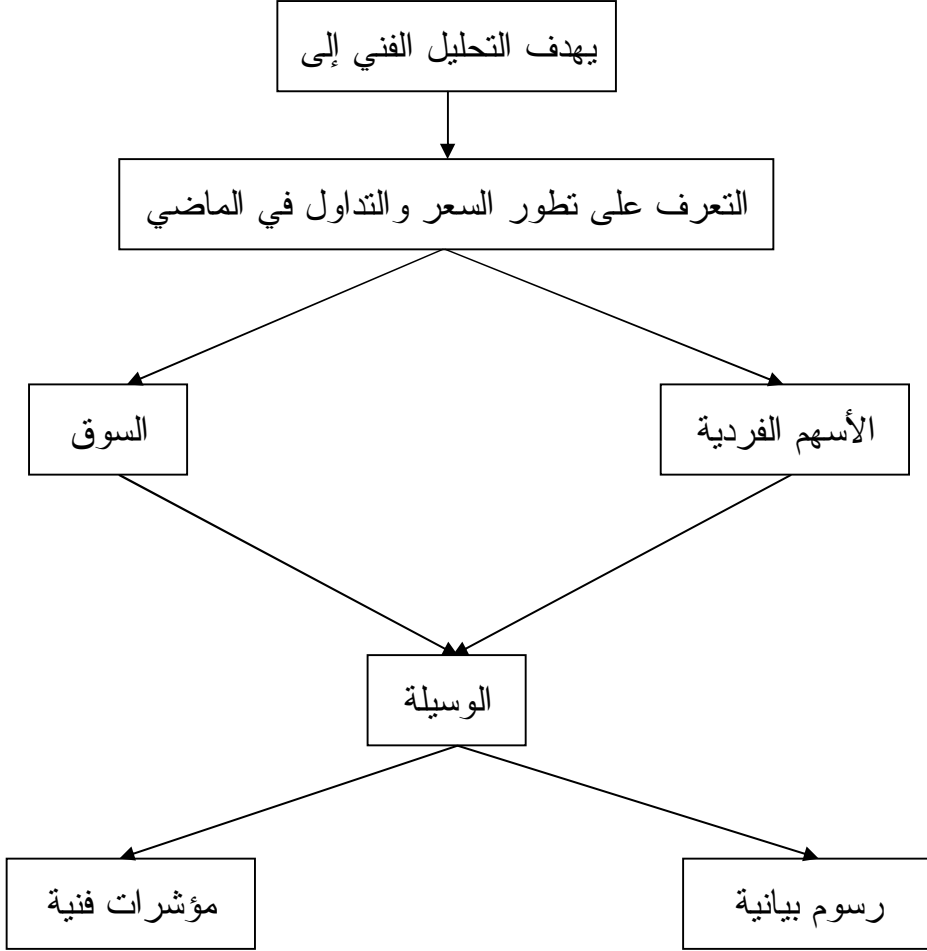 يهدف التحليل الفني إلى
التعرف على تطور السعر والتداول في الماضي
الأسهم الفردية
السوق
الوسيلة
رسوم بيانية
مؤشرات فنية